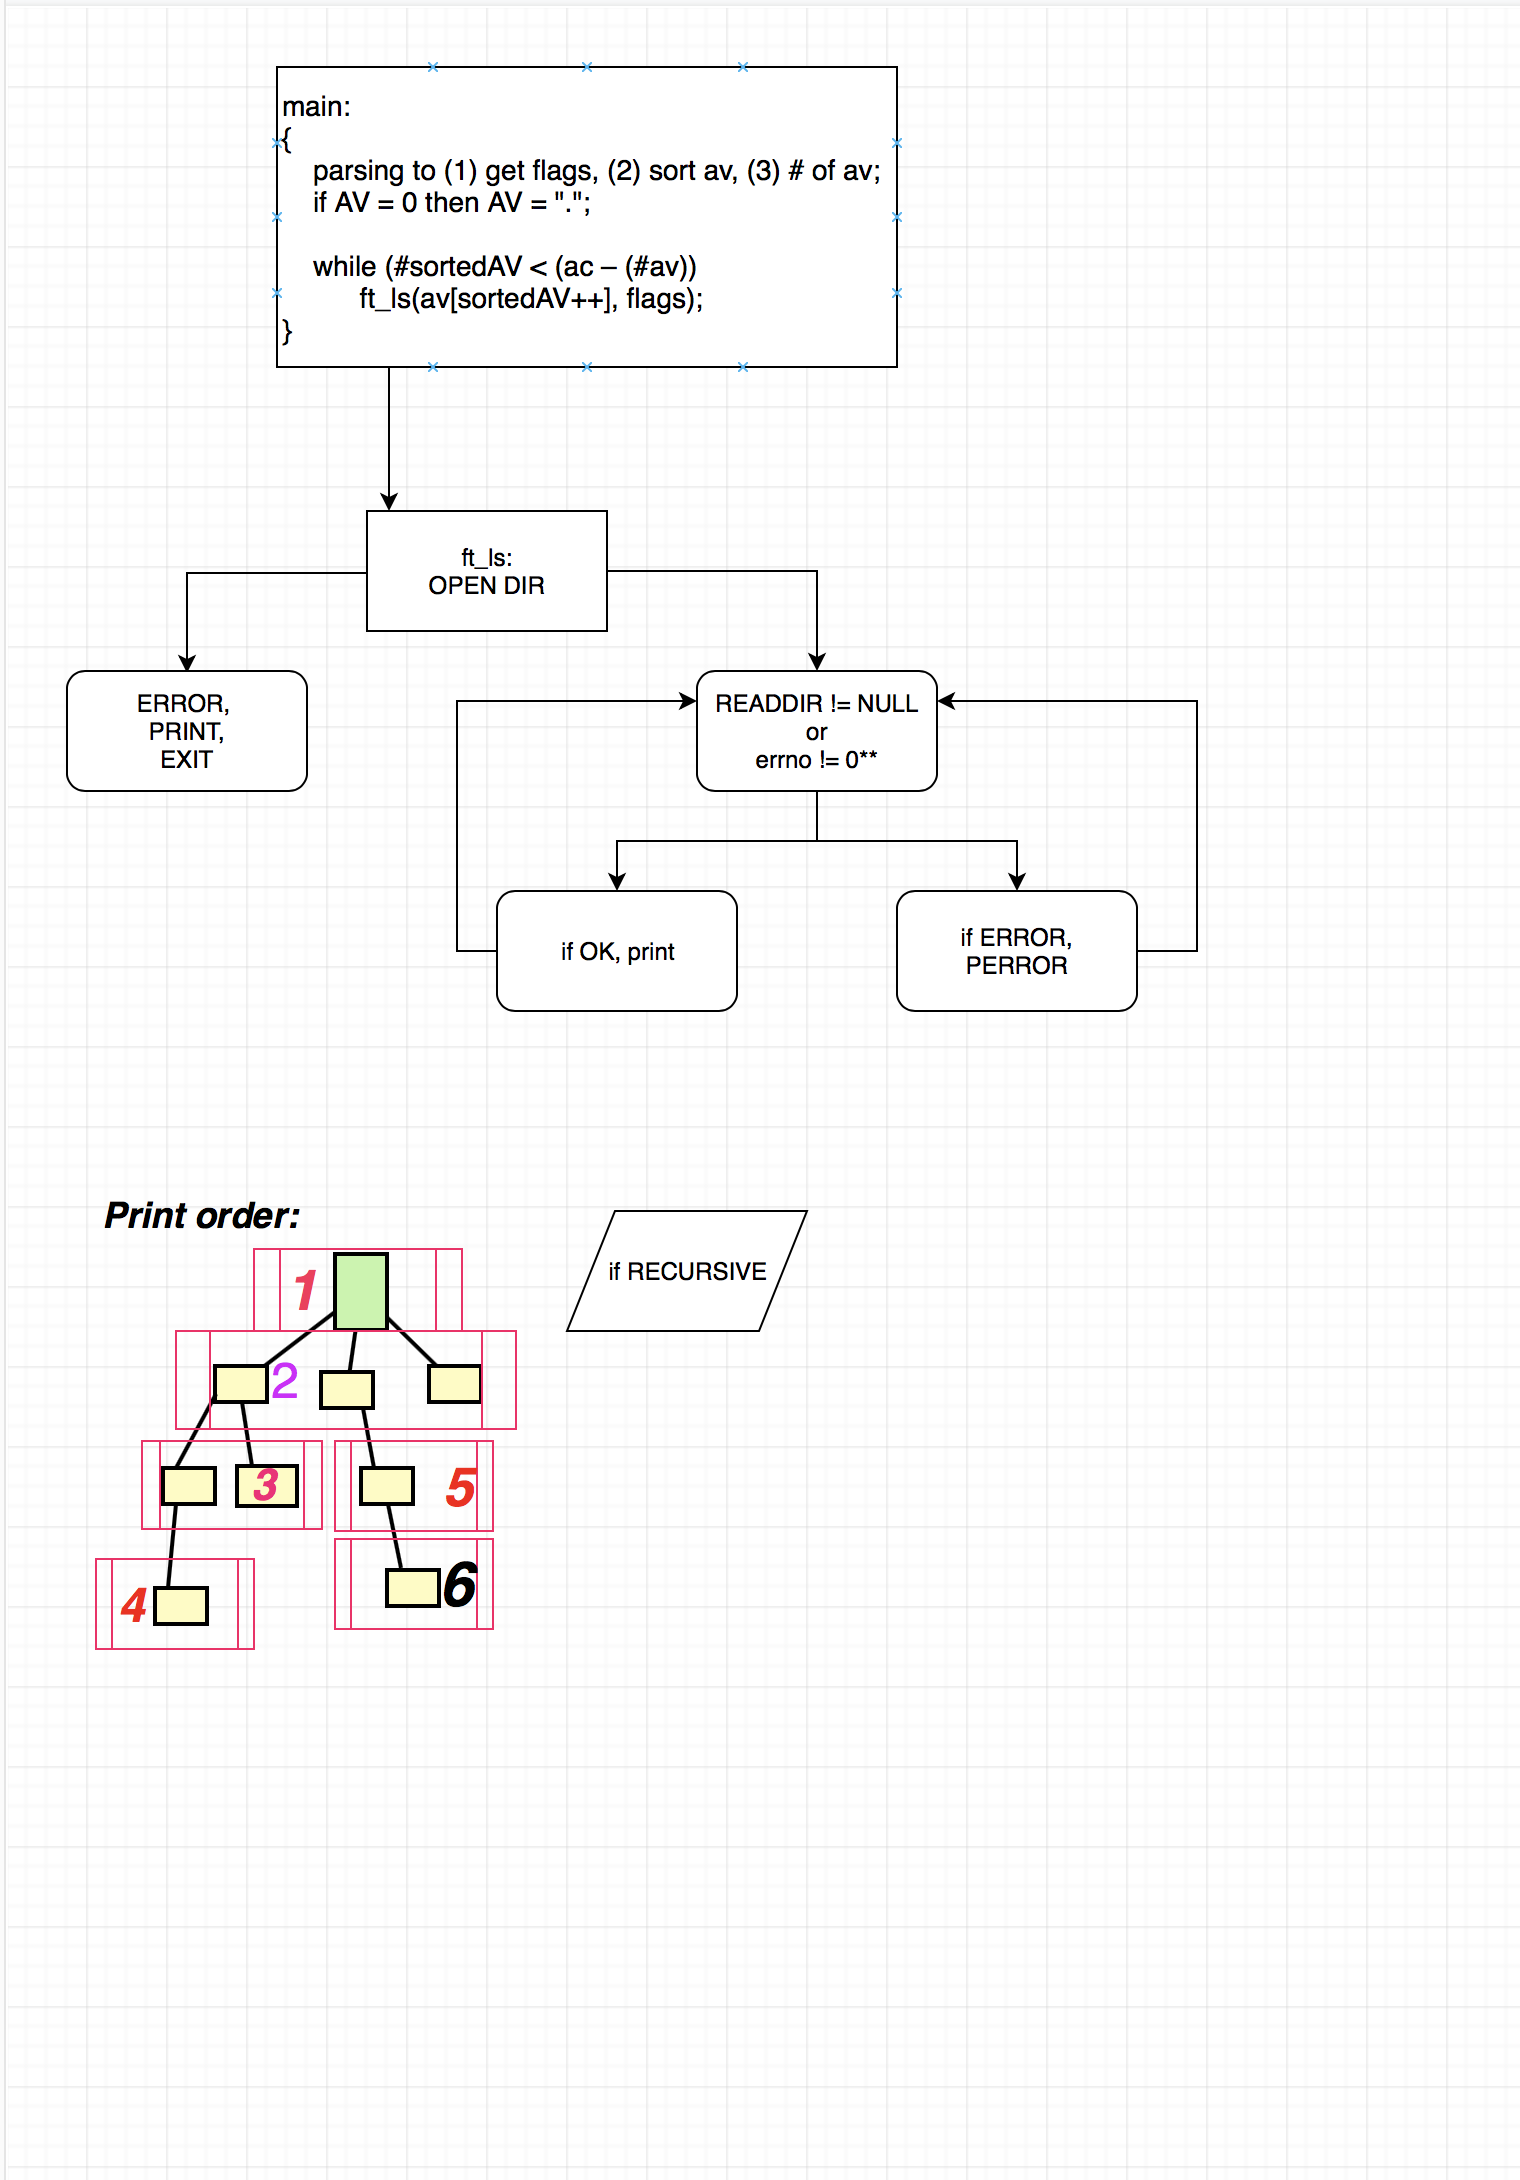 main:
{
parsing to (1) get flags, (2) sort av, (3) # of av;
if AV = 0 then AV = ".";
while (#sortedAV < (ac – (#av))
ft_ls(av[sortedAV++], flags);
}
ft_ls:
OPEN DIR
ERROR,
PRINT,
EXIT
READDIR != NULL
or
errno != 0**
if OK, print
if ERROR,
PERROR
Print order:
if RECURSIVE
1
2
3
5
4
6